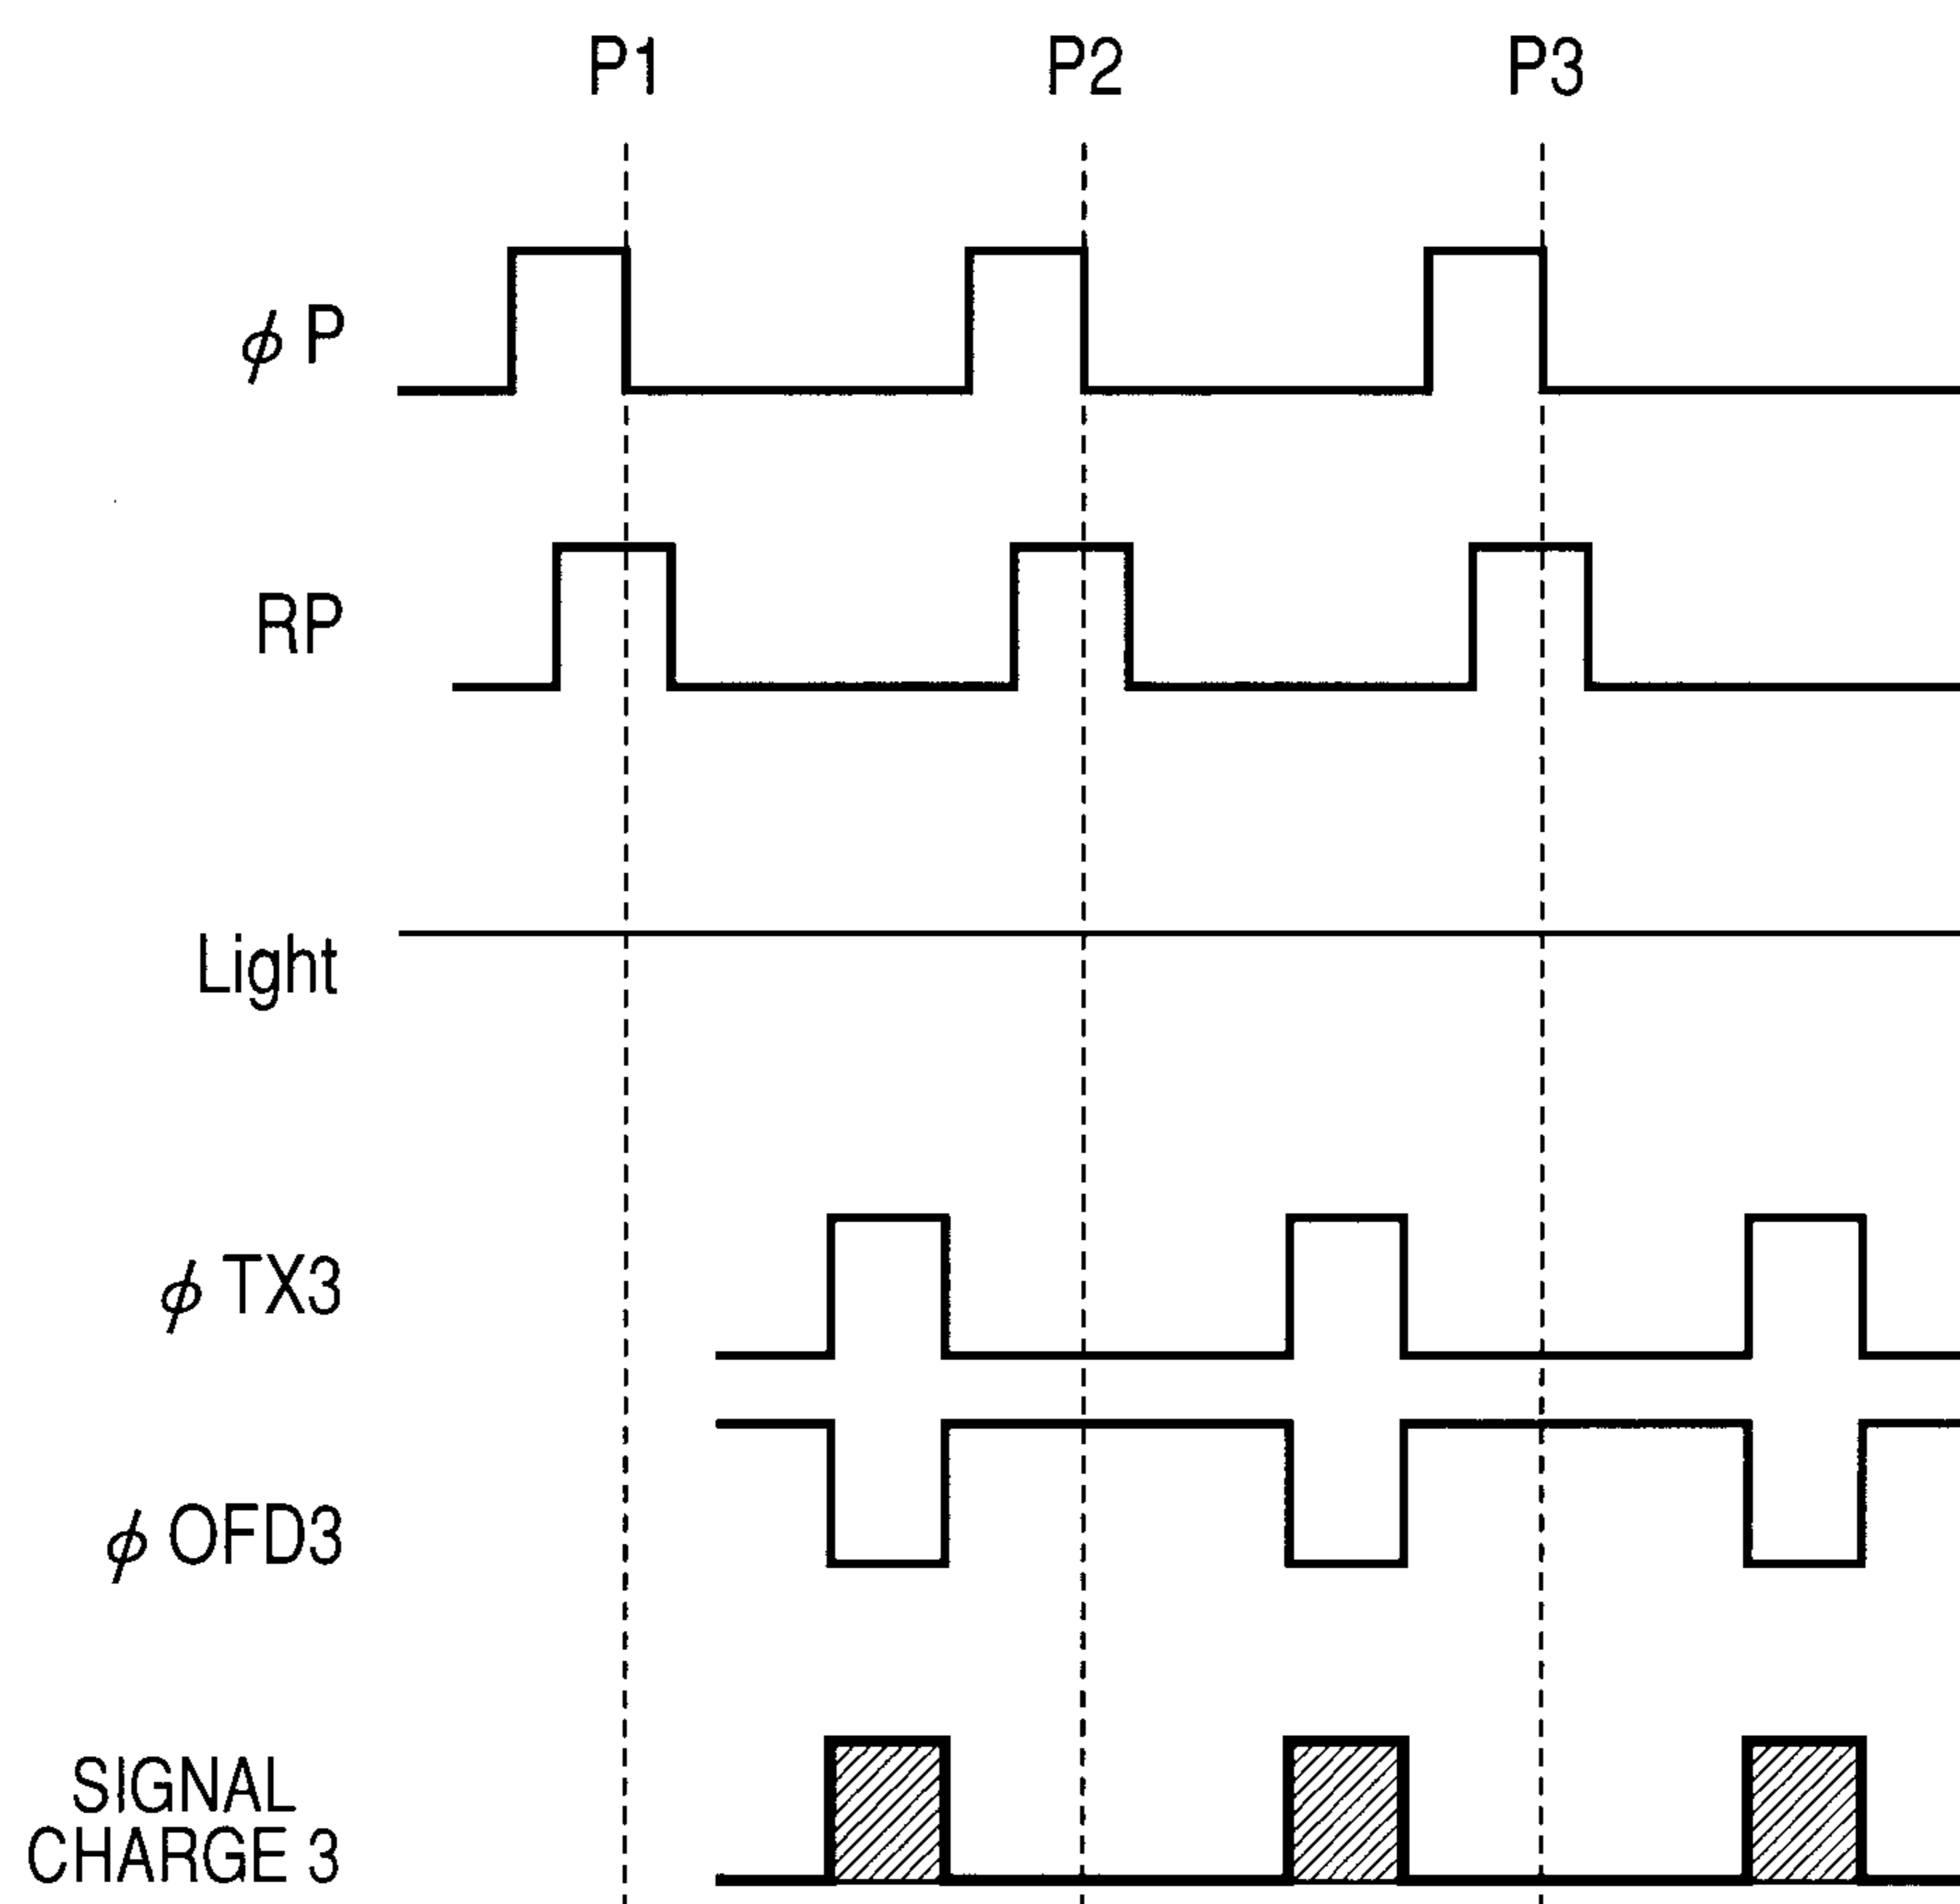 P1 P2 P3
ϕ P
RP
Light
ϕ TX3
ϕ OFD3
SIGNAL
CHARGE 3